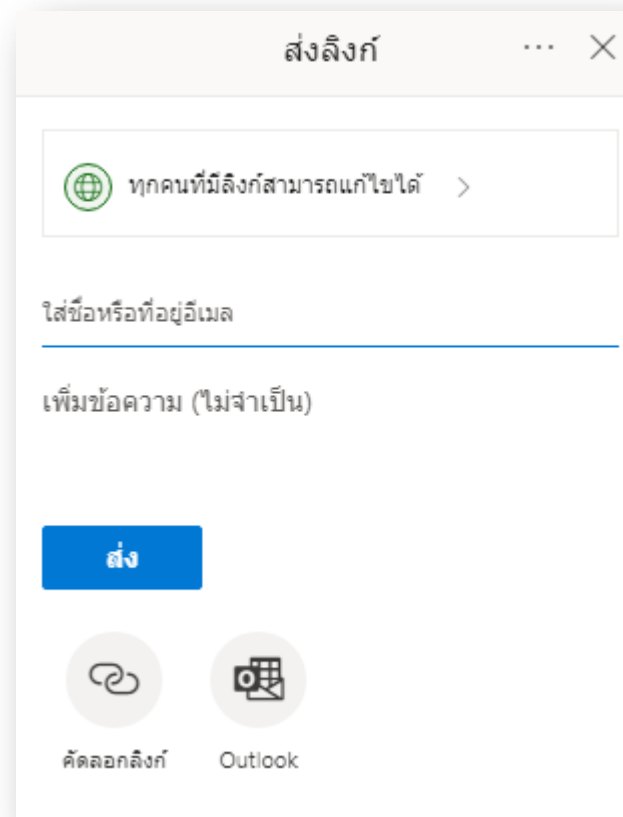 ส่งลิงก์
ทุกคนที่มีลิงก์สามารถแก้ไขได้
ใส่ชื่อหรือที่อยู่อีเมล
เพิ่มข้อความ (ไม่จำเป็น)
ส่ง
คัดลอกลิงก์ Outlook